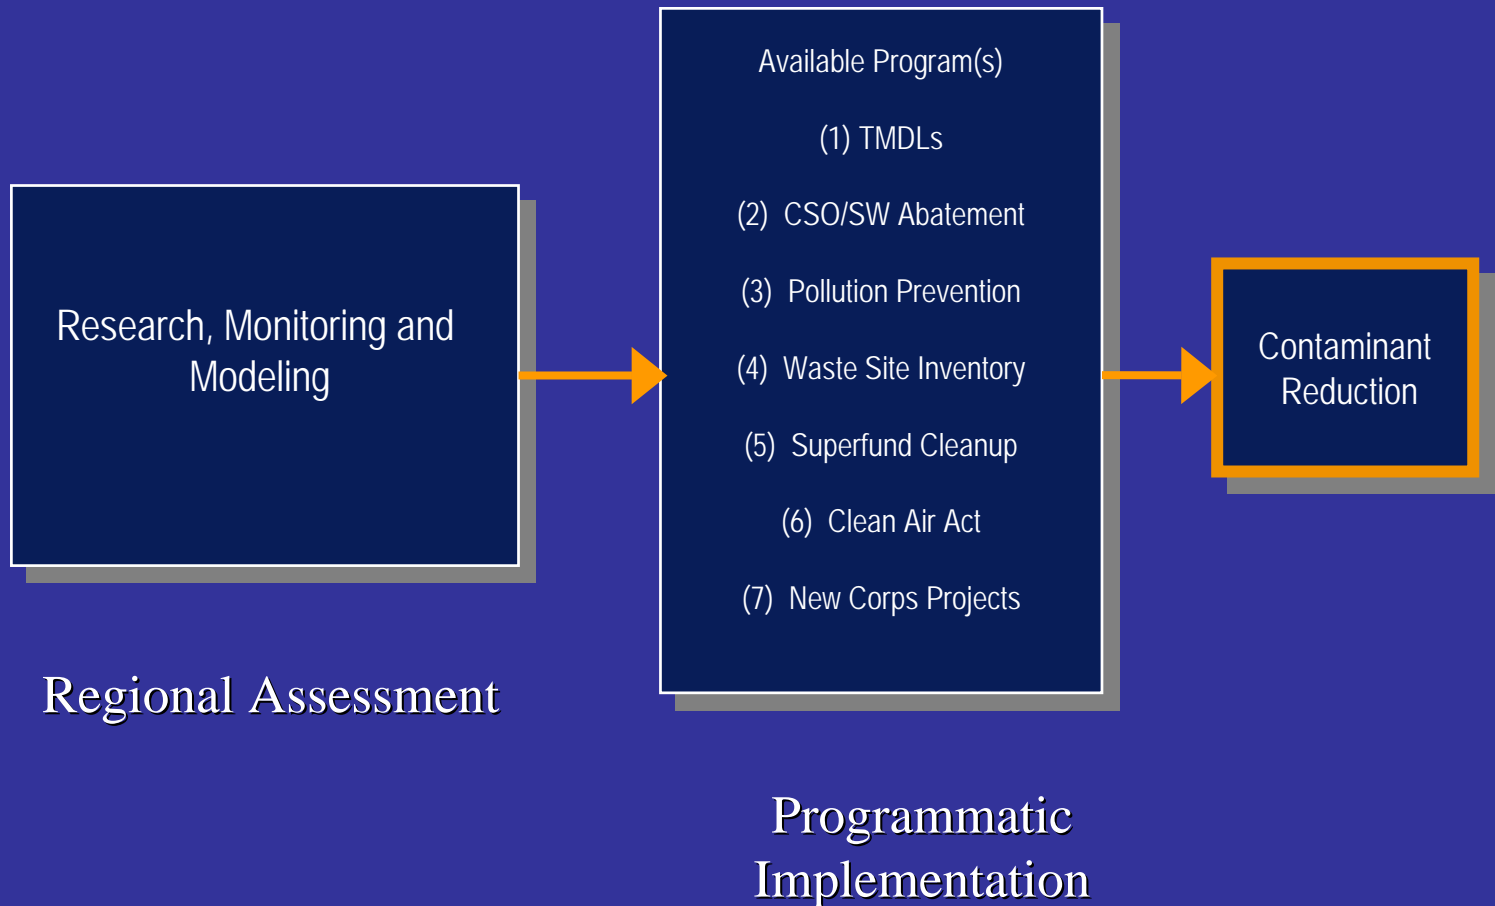 Available Program(s)
(1) TMDLs
(2) CSO/SW Abatement
(3) Pollution Prevention
(4) Waste Site Inventory
(5) Superfund Cleanup
(6) Clean Air Act
(7) New Corps Projects
Research, Monitoring and
Modeling
Contaminant
Reduction
Regional Assessment
Programmatic
Implementation